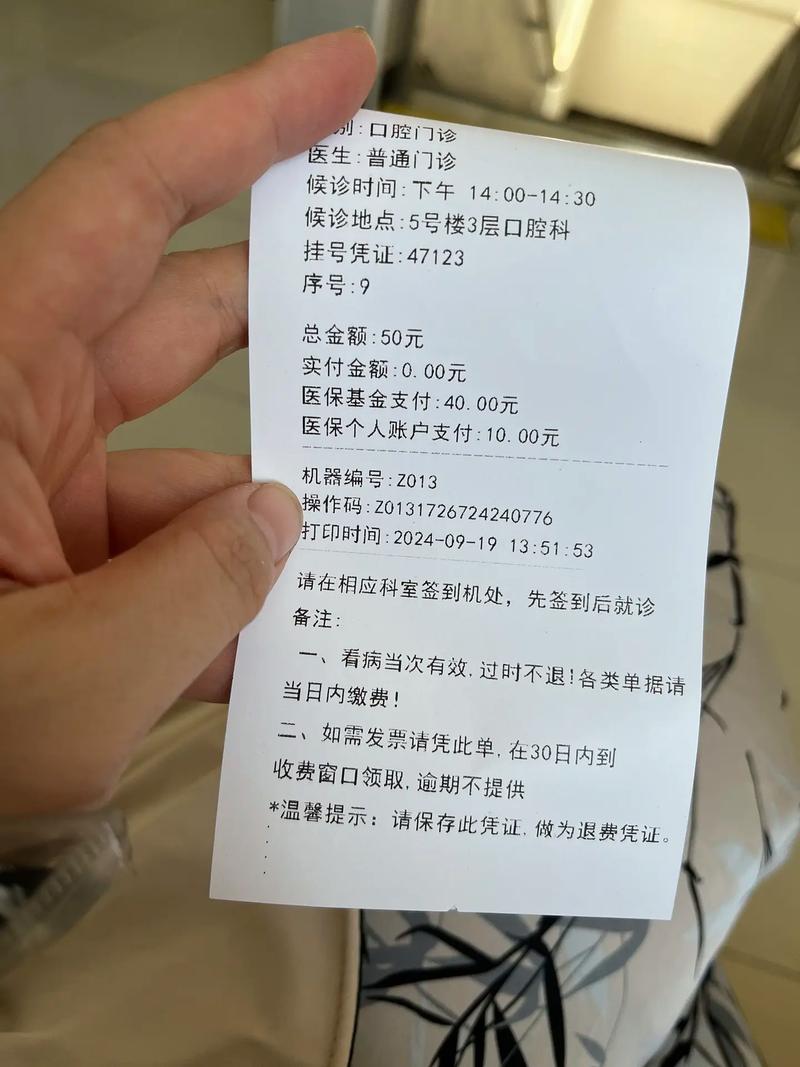 别:口腔门诊
医生:普通门诊
候诊时间:下午 14:00-14:30
候诊地点:5号楼3层口腔科
挂号凭证:47123
序号:9
总金额:50元
实付金额:0.00元
医保基金支付:40.00元
医保个人账户支付:10.00元
机器编号:Z013
操作码:Z0131726724240776
打印时间:2024-09-19 13:51:53
请在相应科室签到机处，先签到后就诊
备注:
一、看病当次有效,过时不退!各类单据请
当日内缴费!
二、如需发票请凭此单,在30日内到
收费窗口领取,逾期不提供
*温馨提示：请保存此凭证,做为退费凭证。